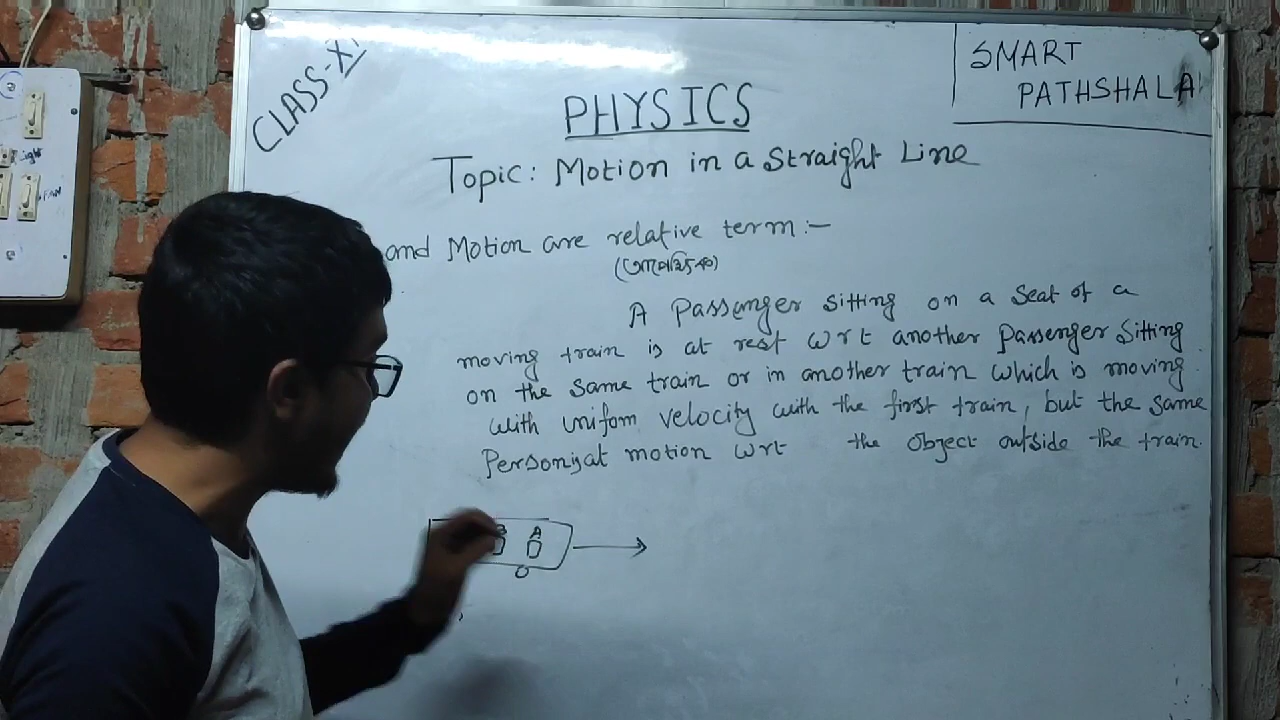 CLASS-XI
SMART
PATHSHALA
PHYSICS
Topic: Motion in a Straight Line
and Motion are relative term:-
(আপেক্ষিক)
A Passenger sitting on a seat of a
moving train is at rest wrt another passenger sitting
on the same train or in another train which is moving
with uniform velocity with the first train, but the same
Person is at motion wrt the object outside the train.
B A